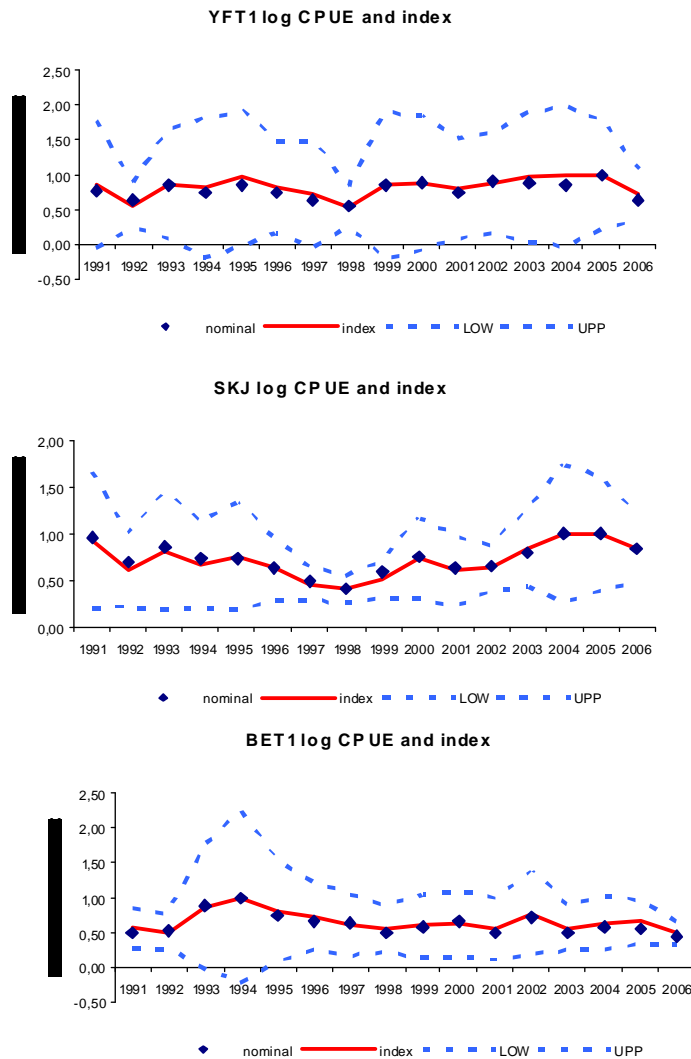 YFT1 log CPUE and index
2,50
2,00
1,50
1,00
0,50
0,00
-0,50
1991 1992 1993 1994 1995 1996 1997 1998 1999 2000 2001 2002 2003 2004 2005 2006
nominal index LOW UPP
SKJ log CPUE and index
2,00
1,50
1,00
0,50
0,00
1991 1992 1993 1994 1995 1996 1997 1998 1999 2000 2001 2002 2003 2004 2005 2006
nominal index LOW UPP
BET1 log CPUE and index
2,50
2,00
1,50
1,00
0,50
0,00
-0,50
1991 1992 1993 1994 1995 1996 1997 1998 1999 2000 2001 2002 2003 2004 2005 2006
nominal index LOW UPP